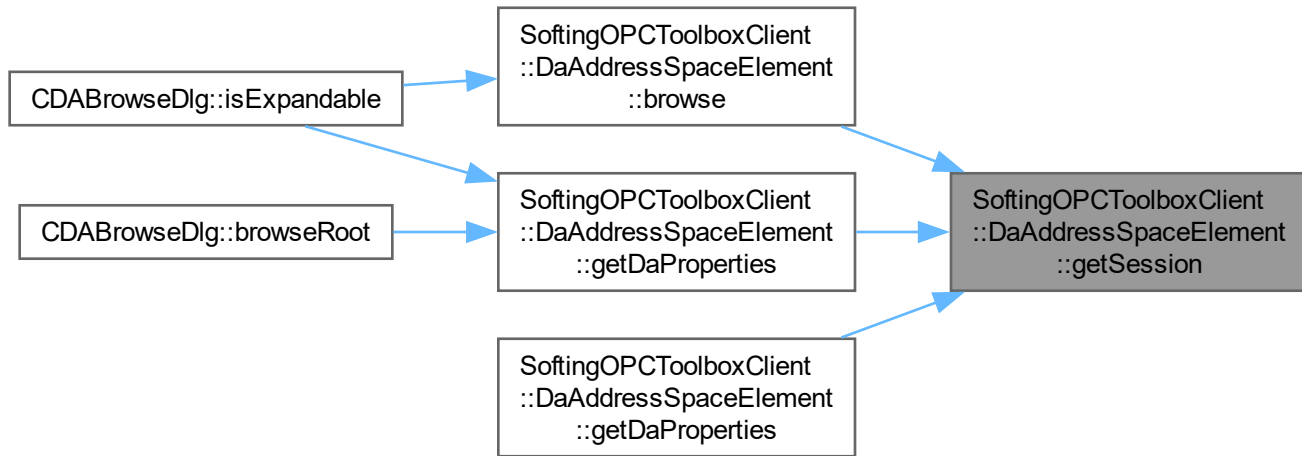 CDABrowseDlg::isExpandable
CDABrowseDlg::browseRoot
SoftingOPCToolboxClient
::DaAddressSpaceElement
::browse
SoftingOPCToolboxClient
::DaAddressSpaceElement
::getDaProperties
SoftingOPCToolboxClient
::DaAddressSpaceElement
::getDaProperties
SoftingOPCToolboxClient
::DaAddressSpaceElement
::getSession